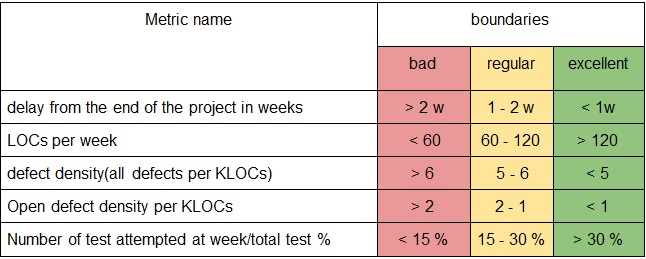 Metric name boundaries
bad regular excellent
delay from the end of the project in weeks > 2 w 1 - 2 w < 1w
LOCs per week < 60 60 - 120 > 120
defect density(all defects per KLOCs) > 6 5 - 6 < 5
Open defect density per KLOCs > 2 2 - 1 < 1
Number of test attempted at week/total test % < 15 % 15 - 30 % > 30 %